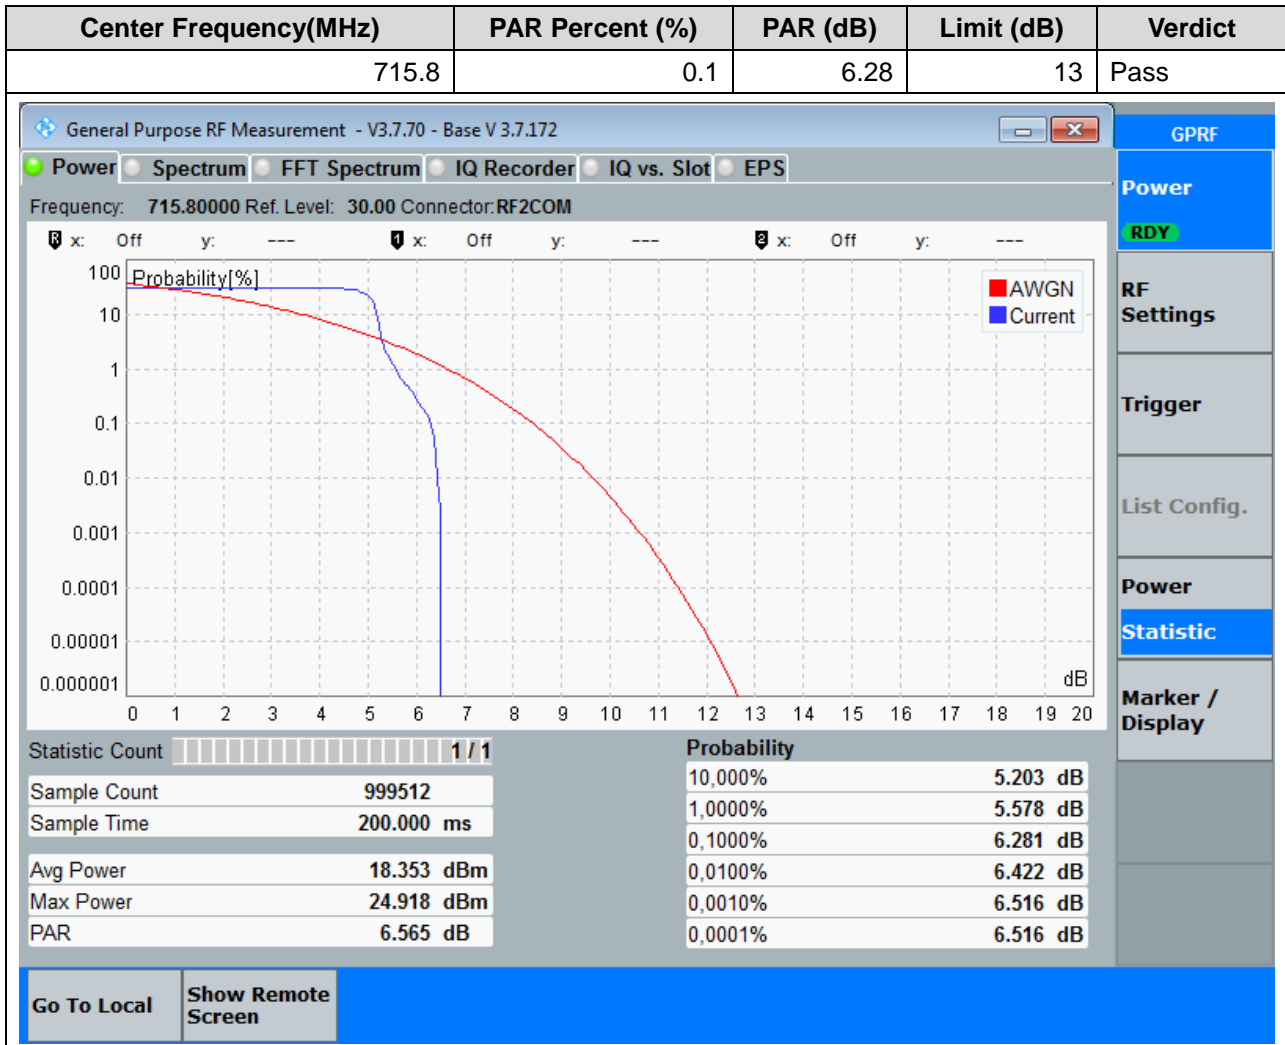 Center Frequency(MHz) PAR Percent (%) PAR (dB) Limit (dB) Verdict
715.8 0.1 6.28 13 Pass
General Purpose RF Measurement - V3.7.70 - Base V 3.7.172
GPRF
Power Spectrum FFT Spectrum IQ Recorder IQ vs. Slot EPS
Frequency: 715.80000 Ref. Level: 30.00 Connector: RF2COM
R x: Off y: --- 1 x: Off y: --- 2 x: Off y: ---
Probability[%]
AWGN
Current
100
10
1
0.1
0.01
0.001
0.0001
0.00001
0.000001
dB
0 1 2 3 4 5 6 7 8 9 10 11 12 13 14 15 16 17 18 19 20
Statistic Count 1 / 1
Sample Count 999512
Sample Time 200.000 ms
Avg Power 18.353 dBm
Max Power 24.918 dBm
PAR 6.565 dB
Probability
10,000% 5.203 dB
1,0000% 5.578 dB
0,1000% 6.281 dB
0,0100% 6.422 dB
0,0010% 6.516 dB
0,0001% 6.516 dB
Power
RDY
RF
Settings
Trigger
List Config.
Power
Statistic
Marker /
Display
Go To Local
Show Remote
Screen